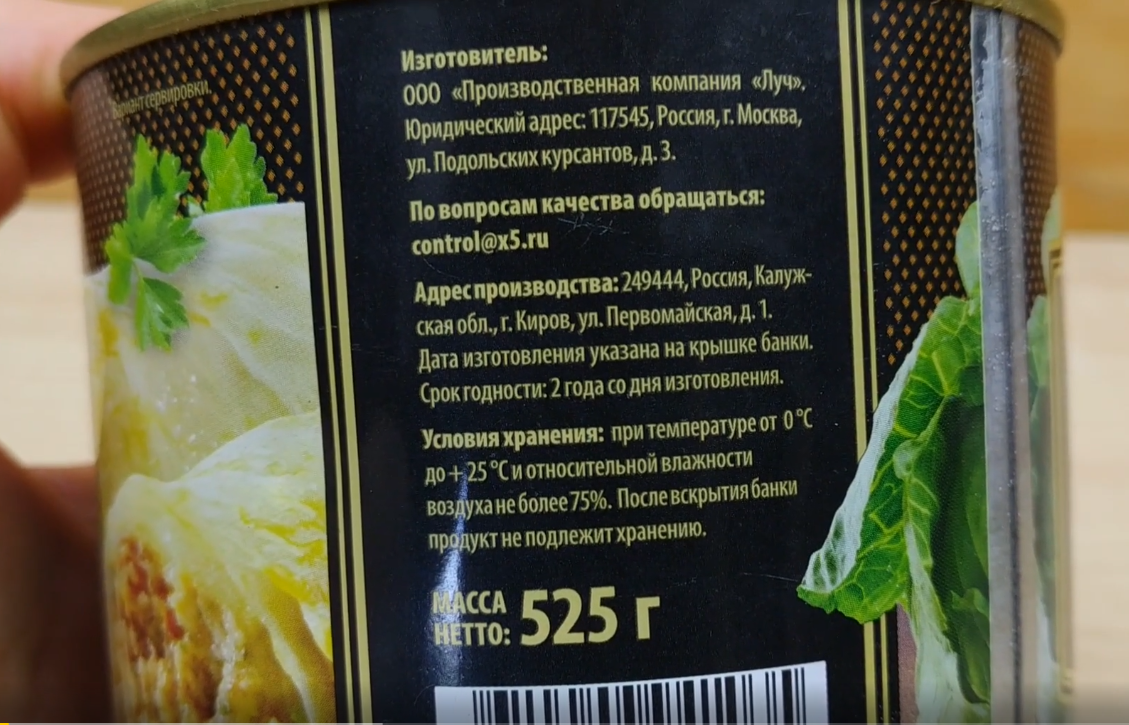 Вариант сервировки.
Изготовитель:
ООО «Производственная компания «Луч».
Юридический адрес: 117545, Россия, г. Москва,
ул. Подольских курсантов, д. 3.
По вопросам качества обращаться:
control@x5.ru
Адрес производства: 249444, Россия, Калуж-
ская обл., г. Киров, ул. Первомайская, д. 1.
Дата изготовления указана на крышке банки.
Срок годности: 2 года со дня изготовления.
Условия хранения: при температуре от 0 °С
до + 25 °С и относительной влажности
воздуха не более 75%. После вскрытия банки
продукт не подлежит хранению.
МАССА
НЕТТО: 525 г